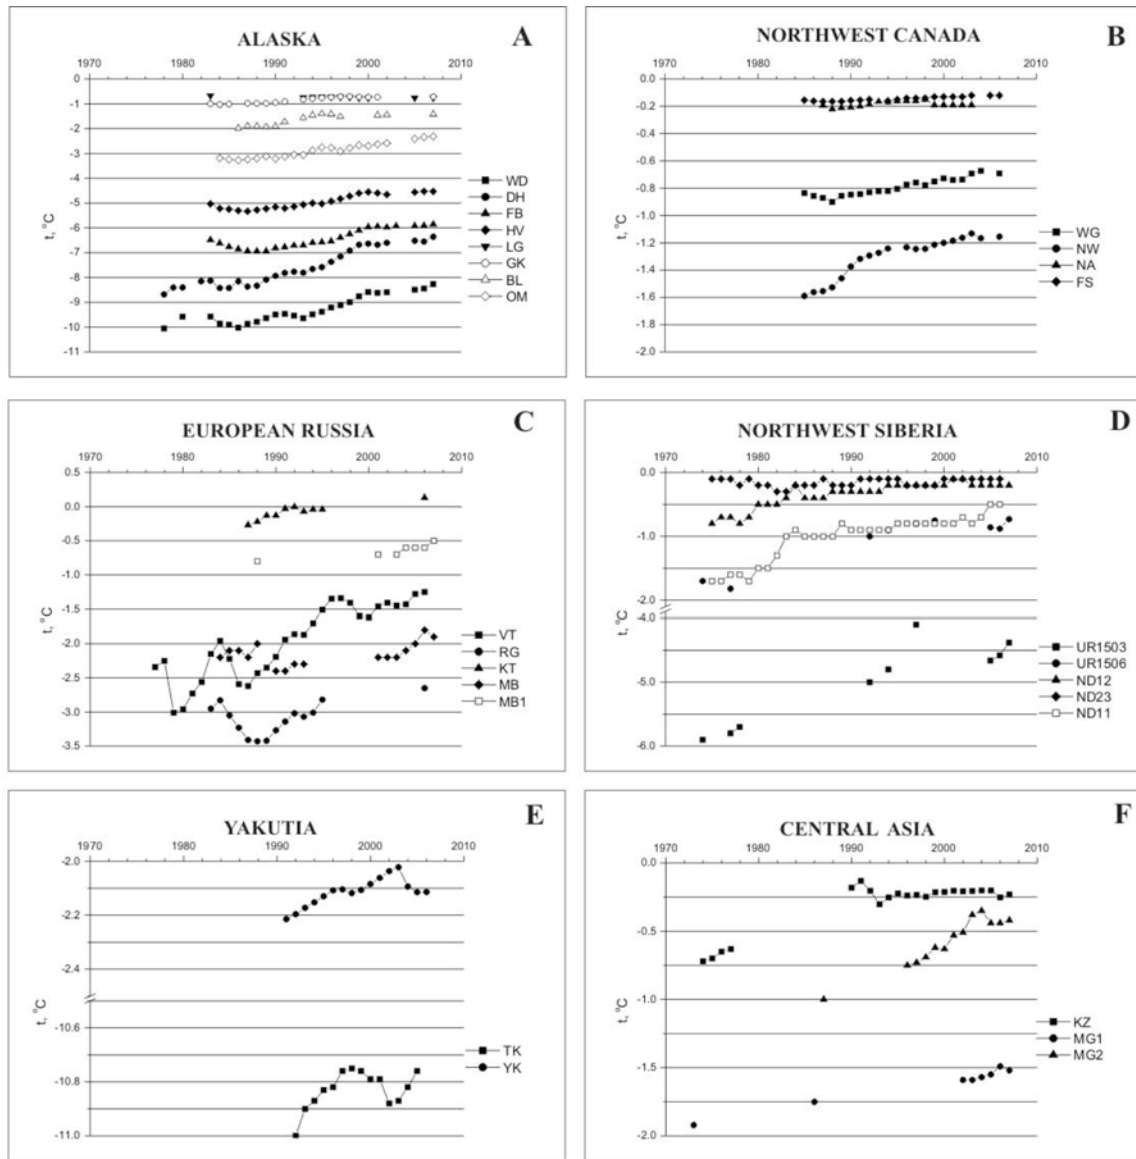 ALASKA A
1970 1980 1990 2000 2010
0
-1
-2
-3
-4
-5
-6
-7
-8
-9
-10
-11
t, °C
WD
DH
FB
HV
LG
GK
BL
OM
NORTHWEST CANADA B
1970 1980 1990 2000 2010
0.0
-0.2
-0.4
-0.6
-0.8
-1.0
-1.2
-1.4
-1.6
-1.8
-2.0
t, °C
WG
NW
NA
FS
EUROPEAN RUSSIA C
1970 1980 1990 2000 2010
0.5
0.0
-0.5
-1.0
-1.5
-2.0
-2.5
-3.0
-3.5
t, °C
VT
RG
KT
MB
MB1
NORTHWEST SIBERIA D
1970 1980 1990 2000 2010
0.0
-1.0
-2.0
-4.0
-5.0
-6.0
t, °C
UR1503
UR1506
ND12
ND23
ND11
YAKUTIA E
1970 1980 1990 2000 2010
-2.0
-2.2
-2.4
-10.6
-10.8
-11.0
t, °C
TK
YK
CENTRAL ASIA F
1970 1980 1990 2000 2010
0.0
-0.5
-1.0
-1.5
-2.0
t, °C
KZ
MG1
MG2